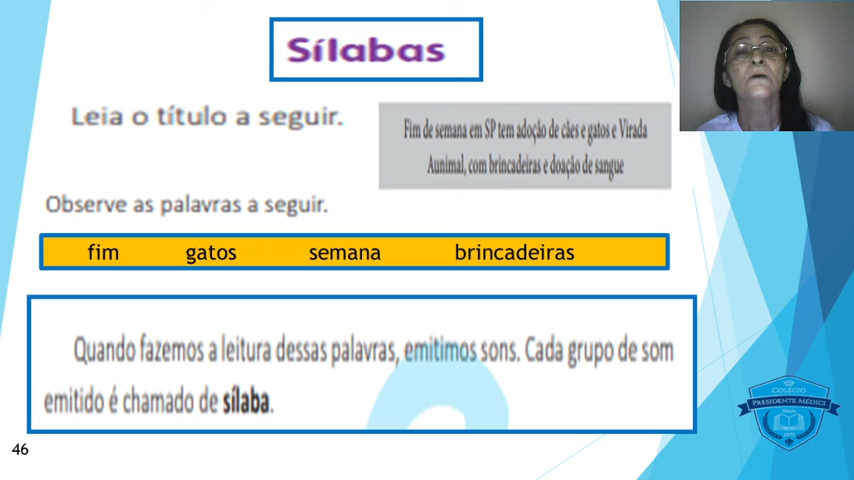 Sílabas
Leia o título a seguir.
Fim de semana em SP tem adoção de cães e gatos e Virada
Aunimal, com brincadeiras e doação de sangue
Observe as palavras a seguir.
fim gatos semana brincadeiras
Quando fazemos a leitura dessas palavras, emitimos sons. Cada grupo de som
emitido é chamado de sílaba.
COLÉGIO
PRESIDENTE MÉDICI
Desde
46